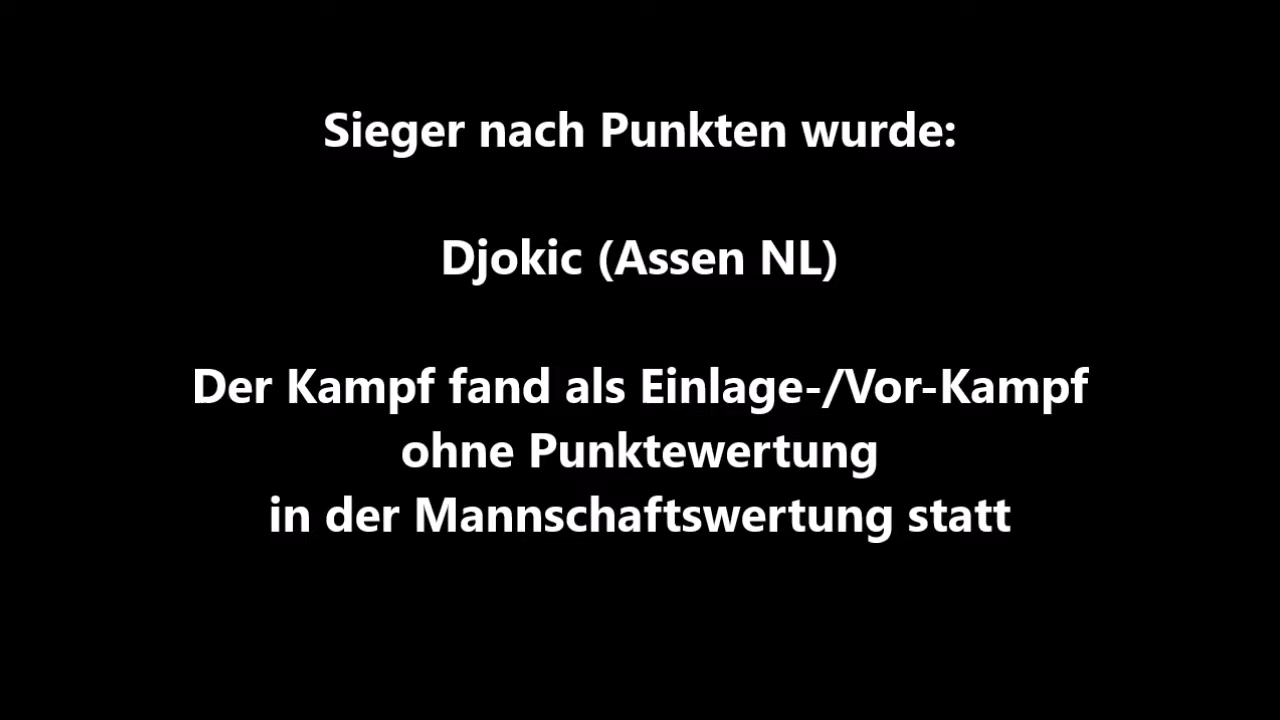 Sieger nach Punkten wurde:
Djokic (Assen NL)
Der Kampf fand als Einlage-/Vor-Kampf
ohne Punktewertung
in der Mannschaftswertung statt